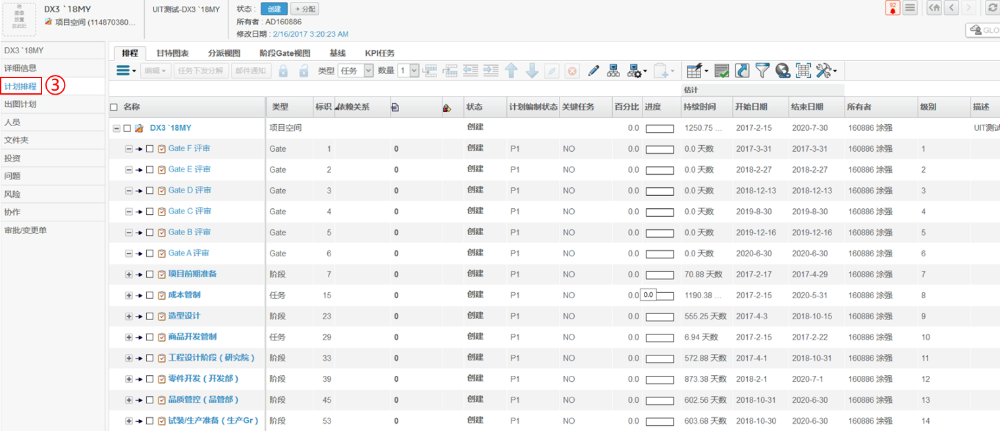 将
图像
放置
在此处
DX3 `18MY
项目空间 (114870380...
UIT测试-DX3 `18MY
状态 : 创建 + 分配
所有者 : AD160886
修改日期 : 2/16/2017 3:20:23 AM
92
GLO
DX3 `18MY
详细信息
计划排程 ③
出图计划
人员
文件夹
投资
问题
风险
协作
审批/变更单
排程 甘特图表 分派视图 阶段Gate视图 基线 KPI任务
编辑 任务下发分解 邮件通知 类型 任务 数量 1
估计
名称 类型 标识 依赖关系 状态 计划编制状态 关键任务 百分比 进度 持续时间 开始日期 结束日期 所有者 级别 描述
DX3 `18MY 项目空间 创建 0.0 1250.75 ... 2017-2-15 2020-7-30 160886 涂强 UIT测试
Gate F 评审 Gate 1 0 创建 P1 NO 0.0 0.0 天数 2017-3-31 2017-3-31 160886 涂强 1
Gate E 评审 Gate 2 0 创建 P1 NO 0.0 0.0 天数 2018-2-27 2018-2-27 160886 涂强 2
Gate D 评审 Gate 3 0 创建 P1 NO 0.0 0.0 天数 2018-12-13 2018-12-13 160886 涂强 3
Gate C 评审 Gate 4 0 创建 P1 NO 0.0 0.0 天数 2019-8-30 2019-8-30 160886 涂强 4
Gate B 评审 Gate 5 0 创建 P1 NO 0.0 0.0 天数 2019-12-16 2019-12-16 160886 涂强 5
Gate A 评审 Gate 6 0 创建 P1 NO 0.0 0.0 天数 2020-6-30 2020-6-30 160886 涂强 6
项目前期准备 阶段 7 0 创建 P1 NO 0.0 70.88 天数 2017-2-17 2017-4-29 160886 涂强 7
成本管制 任务 15 0 创建 P1 NO 0.0 0.0 1190.38 ... 2017-2-15 2020-5-31 160886 涂强 8
造型设计 阶段 23 0 创建 P1 NO 0.0 555.25 天数 2017-4-3 2018-10-15 160886 涂强 9
商品开发管制 任务 29 0 创建 P1 NO 0.0 6.94 天数 2017-2-15 2017-2-22 160886 涂强 10
工程设计阶段 ( 研究院 ) 阶段 33 0 创建 P1 NO 0.0 572.88 天数 2017-4-1 2018-10-31 160886 涂强 11
零件开发 ( 开发部 ) 阶段 39 0 创建 P1 NO 0.0 873.38 天数 2018-2-1 2020-7-1 160886 涂强 12
品质管控 ( 品管部 ) 阶段 45 0 创建 P1 NO 0.0 602.56 天数 2018-10-31 2020-6-30 160886 涂强 13
试装/生产准备 ( 生产Gr ) 阶段 53 0 创建 P1 NO 0.0 603.68 天数 2018-10-30 2020-6-30 160886 涂强 14